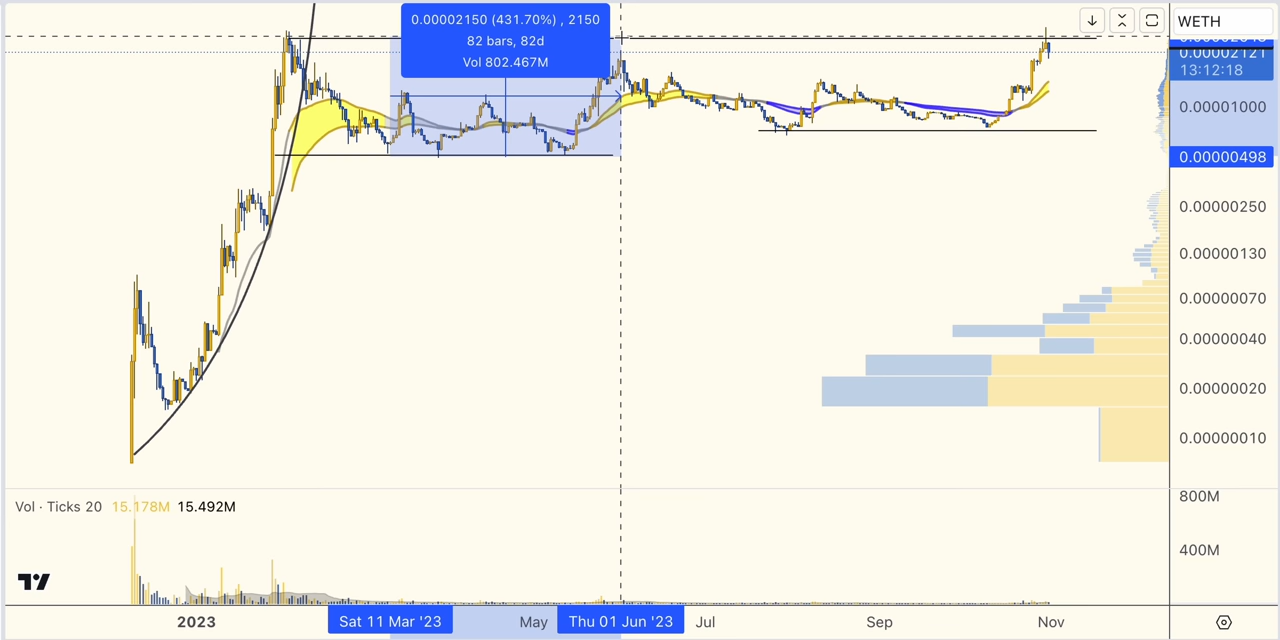 0.00002150 (431.70%) , 2150
82 bars, 82d
Vol 802.467M
WETH
0.00002121
13:12:18
0.00001000
0.00000498
0.00000250
0.00000130
0.00000070
0.00000040
0.00000020
0.00000010
Vol · Ticks 20 15.178M 15.492M
800M
400M
2023
Sat 11 Mar '23
May
Thu 01 Jun '23
Jul
Sep
Nov